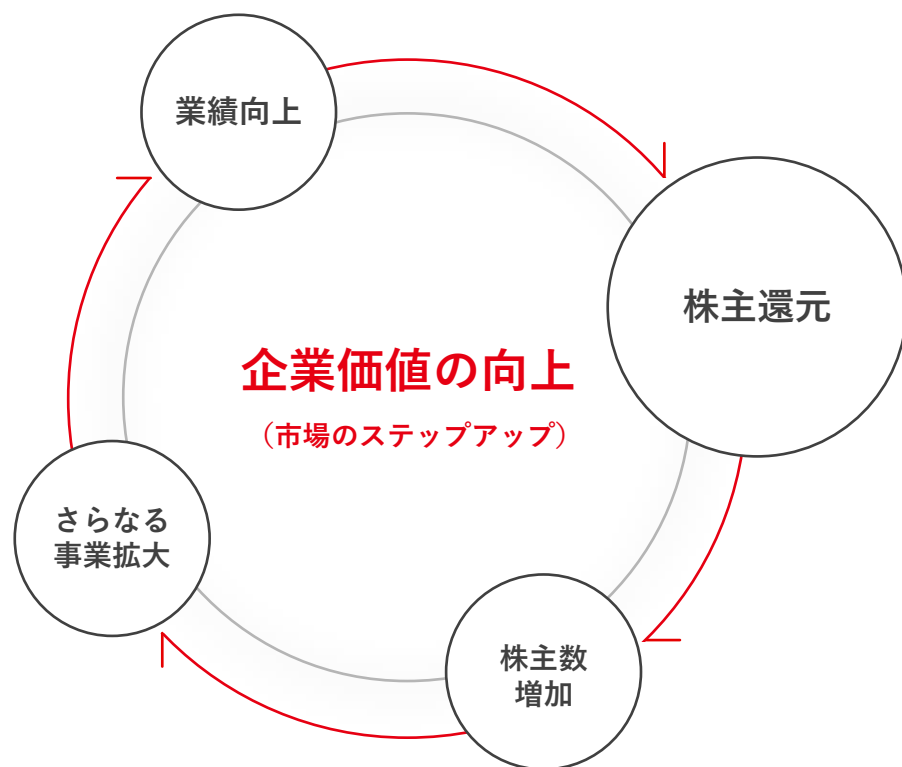 業績向上
株主還元
企業価値の向上
（市場のステップアップ）
さらなる
事業拡大
株主数
増加